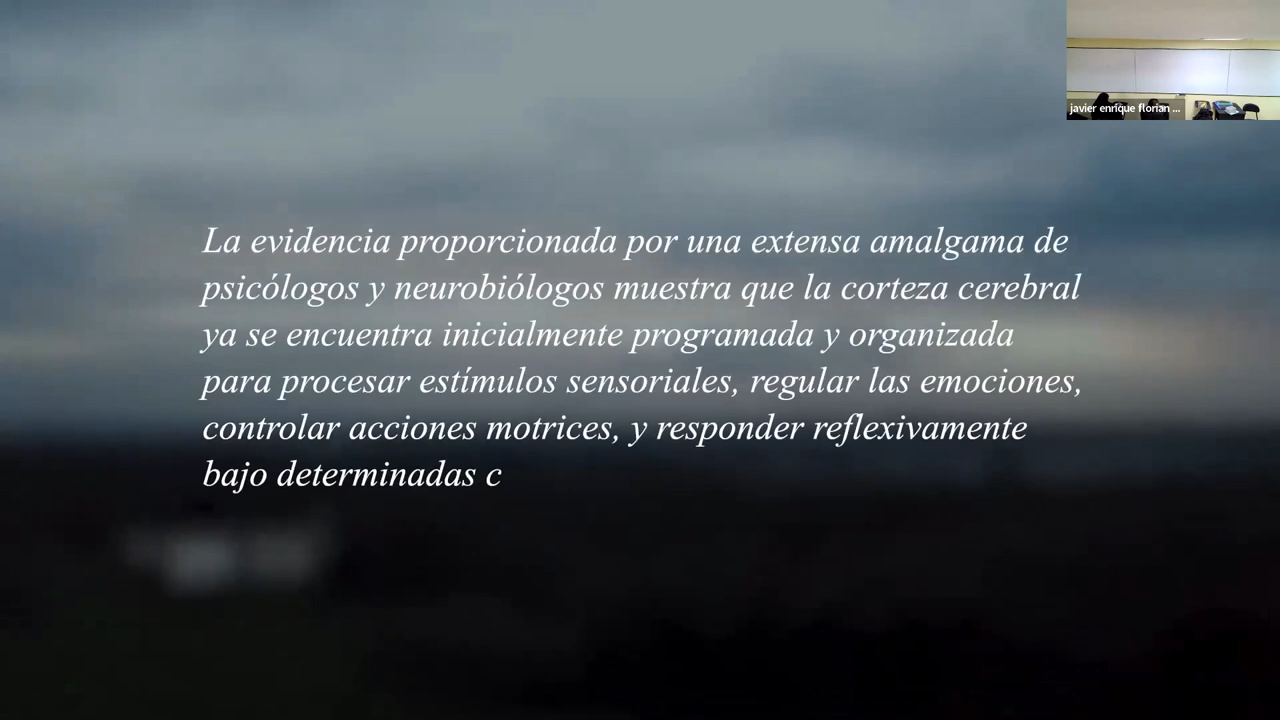 javier enrique florian ...
La evidencia proporcionada por una extensa amalgama de
psicólogos y neurobiólogos muestra que la corteza cerebral
ya se encuentra inicialmente programada y organizada
para procesar estímulos sensoriales, regular las emociones,
controlar acciones motrices, y responder reflexivamente
bajo determinadas c